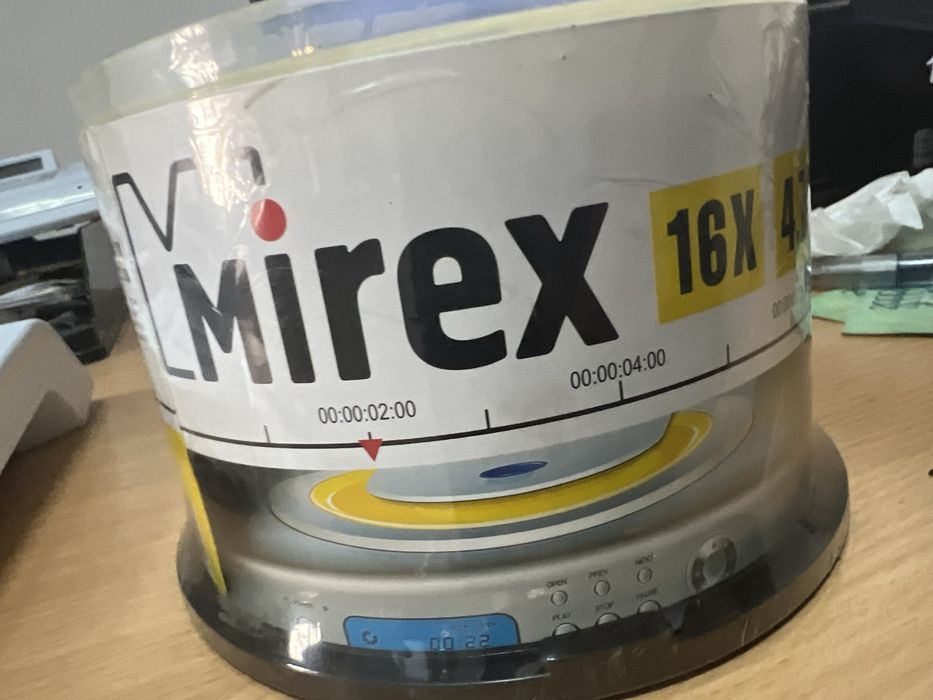 Mirex
16X
00:00:02:00
00:00:04:00
OPEN PREV NEXT
PLAY STOP PAUSE
00:22